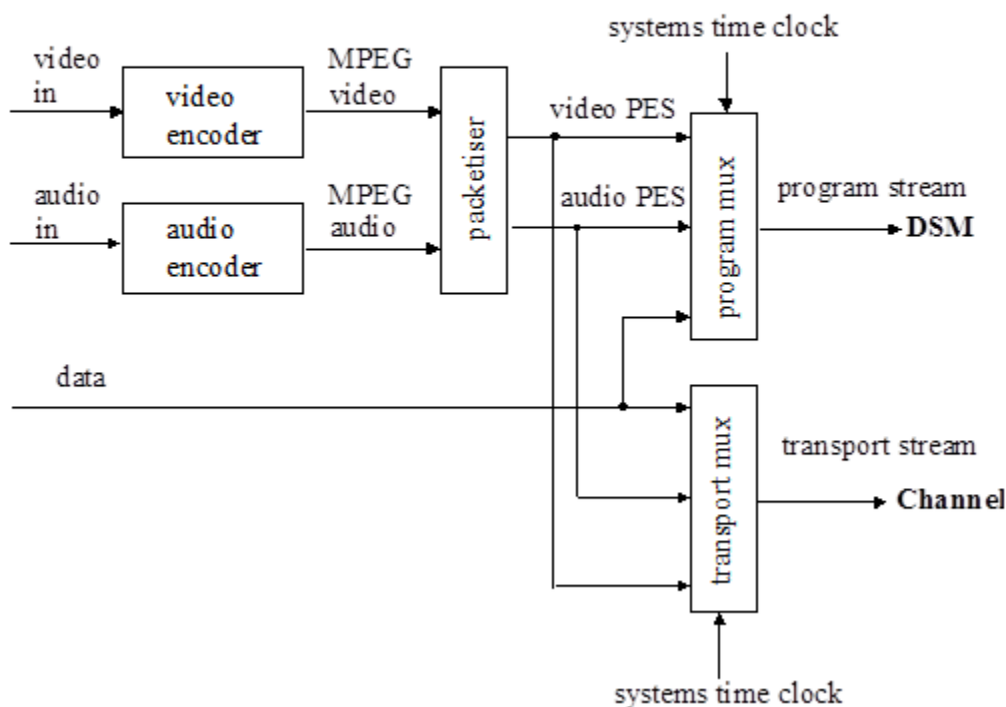 systems time clock
video
in
video
encoder
MPEG
video
packetiser
video PES
audio PES
program mux
program stream
DSM
audio
in
audio
encoder
MPEG
audio
data
transport mux
transport stream
Channel
systems time clock